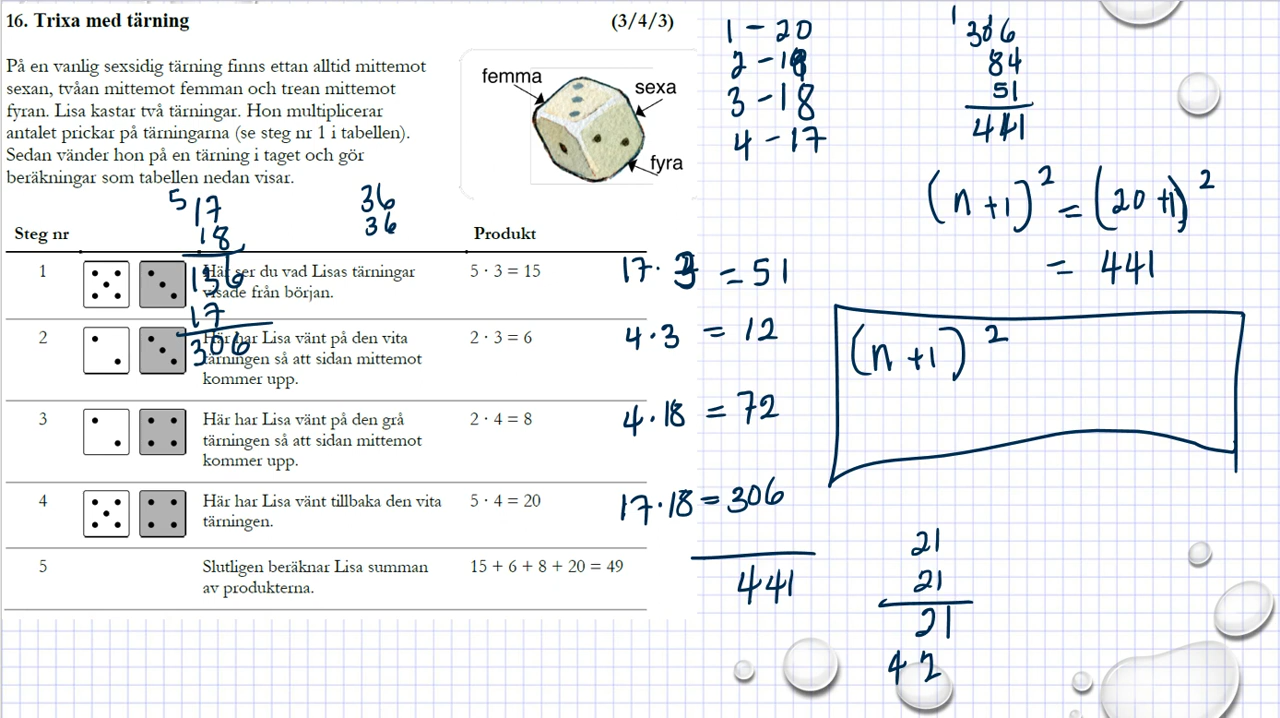 16. Trixa med tärning (3/4/3)
På en vanlig sexsidig tärning finns ettan alltid mittemot
sexan, tvåan mittemot femman och trean mittemot
fyran. Lisa kastar två tärningar. Hon multiplicerar
antalet prickar på tärningarna (se steg nr 1 i tabellen).
Sedan vänder hon på en tärning i taget och gör
beräkningar som tabellen nedan visar.
femma
sexa
fyra
5 17
18
136
17
306
36
36
Steg nr Produkt
1 Här ser du vad Lisas tärningar 5 · 3 = 15
visade från början.
2 Här har Lisa vänt på den vita 2 · 3 = 6
tärningen så att sidan mittemot
kommer upp.
3 Här har Lisa vänt på den grå 2 · 4 = 8
tärningen så att sidan mittemot
kommer upp.
4 Här har Lisa vänt tillbaka den vita 5 · 4 = 20
tärningen.
5 Slutligen beräknar Lisa summan 15 + 6 + 8 + 20 = 49
av produkterna.
1 - 20
2 - 19
3 - 18
4 - 17
17 · 3 = 51
4 · 3 = 12
4 · 18 = 72
17 · 18 = 306
441
1 1
306
84
51
441
(n +1)² = (20 +1)²
= 441
(n +1)²
21
21
21
42